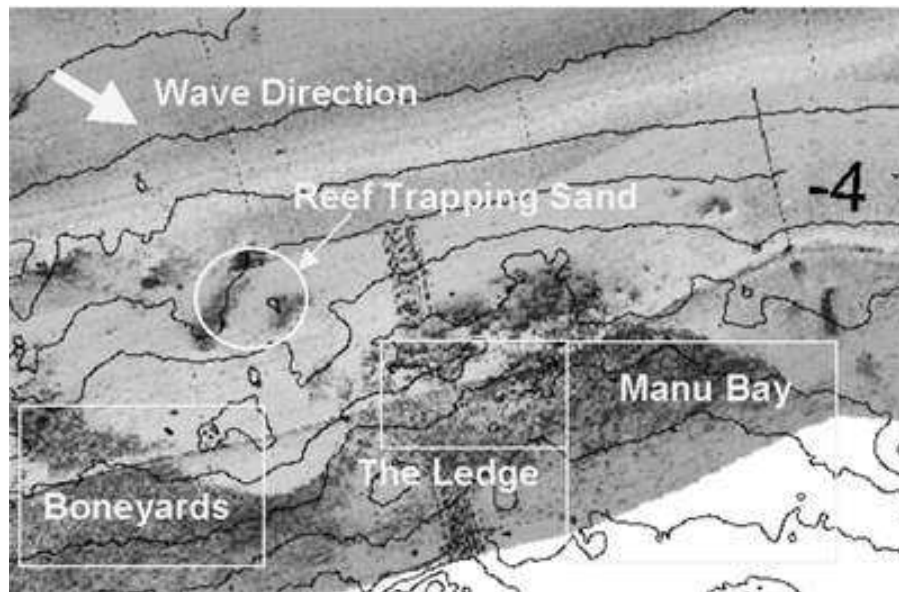 Wave Direction
Reef Trapping Sand
-4
Manu Bay
The Ledge
Boneyards